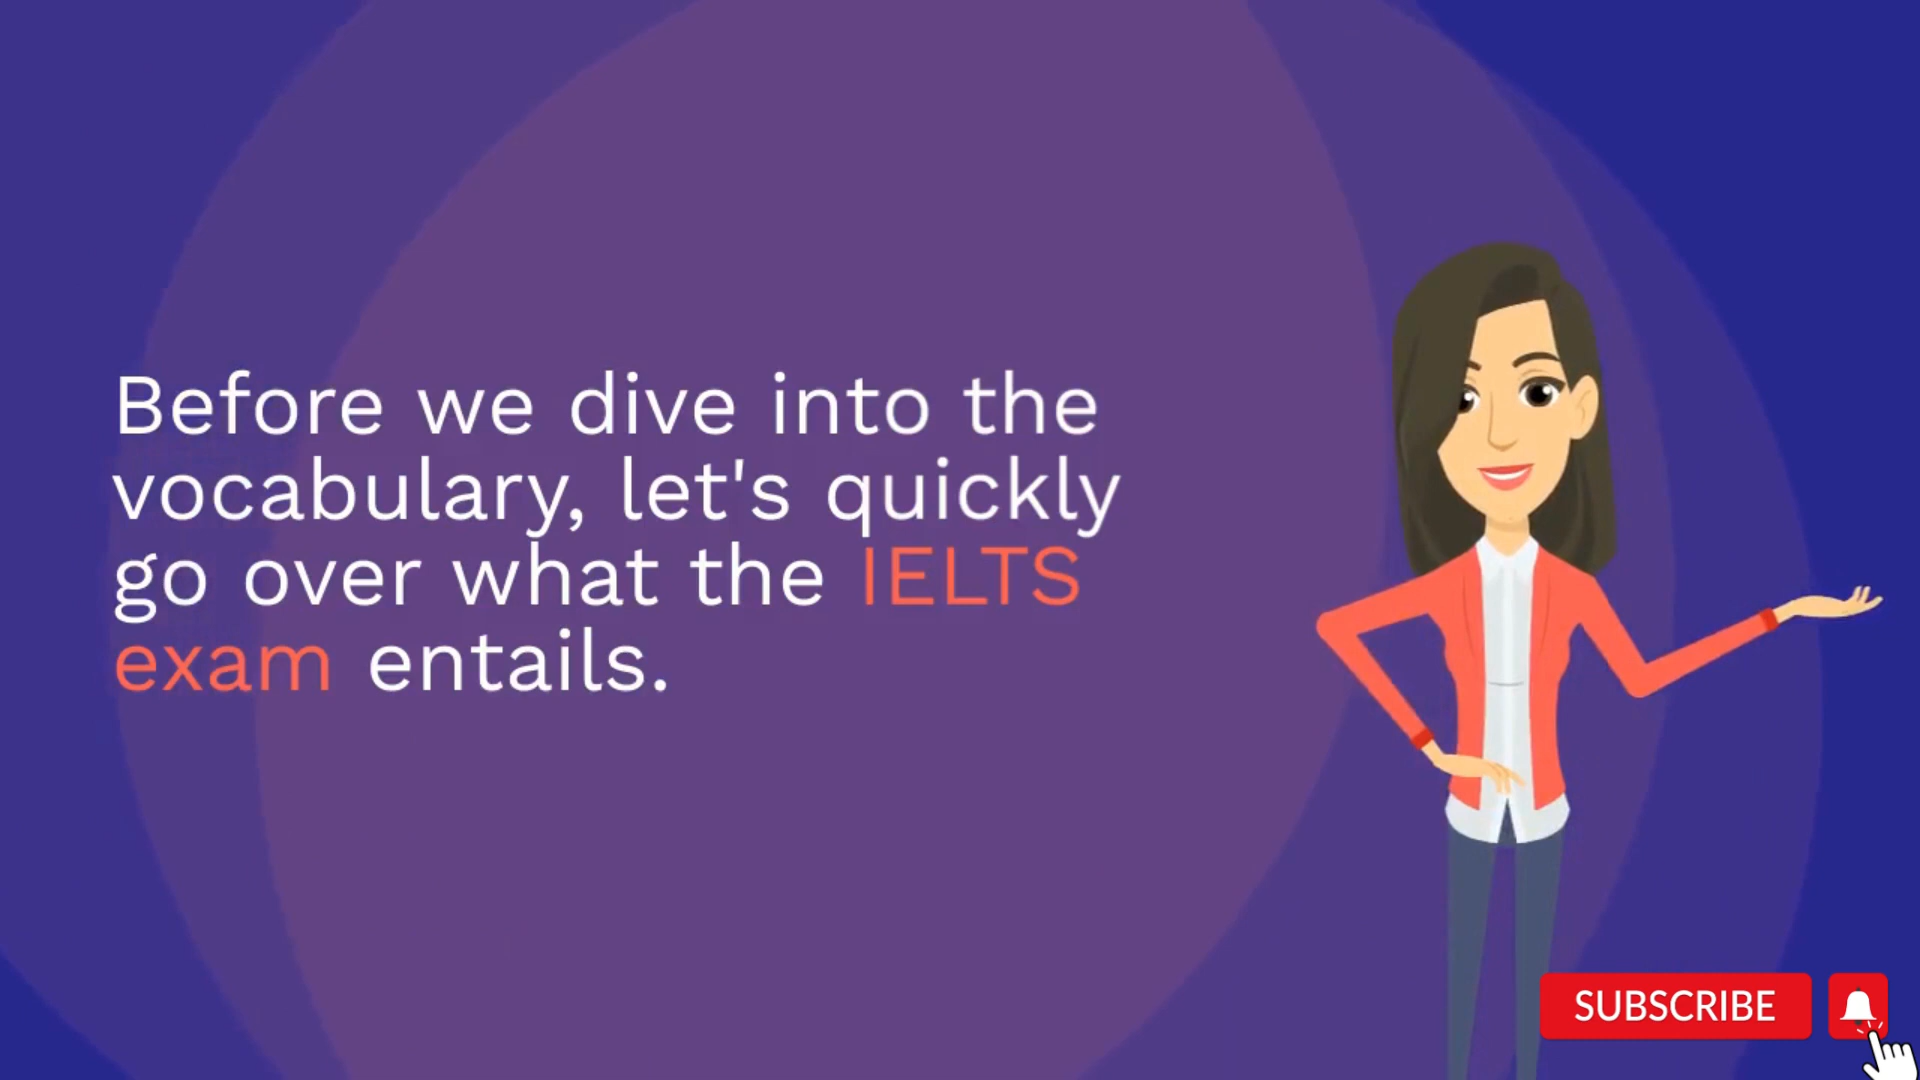 Before we dive into the
vocabulary, let's quickly
go over what the IELTS
exam entails.
SUBSCRIBE